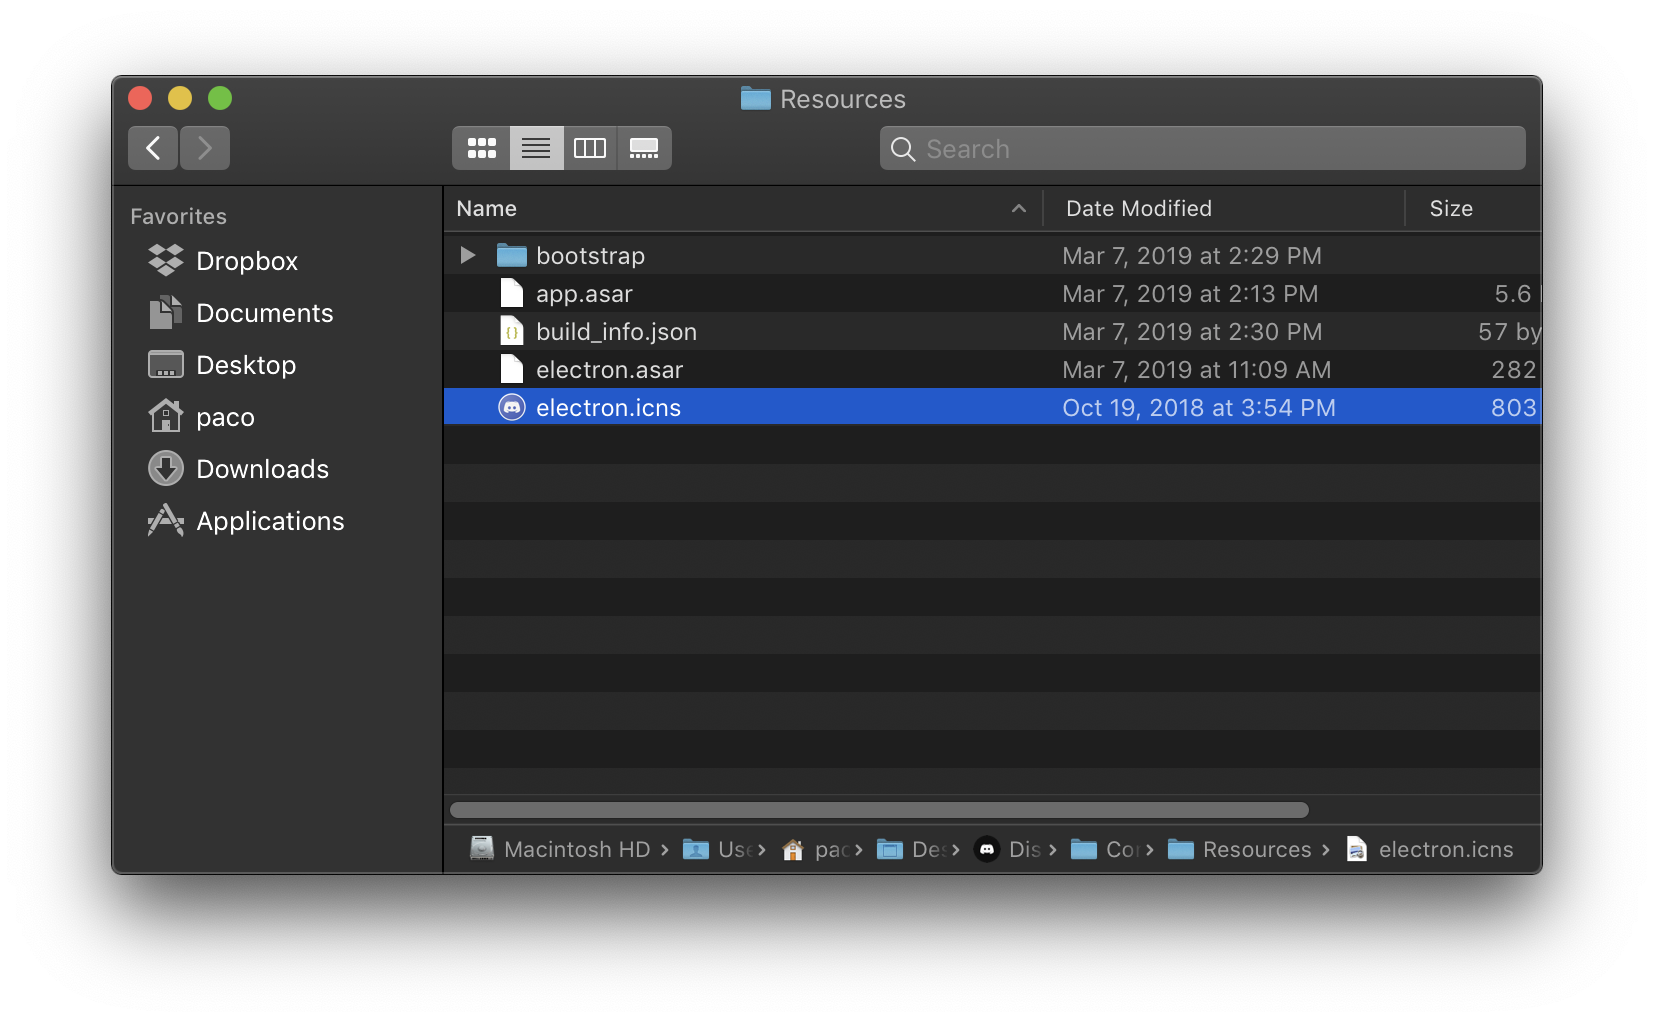 Resources
Search
Favorites
Dropbox
Documents
Desktop
paco
Downloads
Applications
Name Date Modified Size
bootstrap Mar 7, 2019 at 2:29 PM
app.asar Mar 7, 2019 at 2:13 PM 5.6
build_info.json Mar 7, 2019 at 2:30 PM 57 by
electron.asar Mar 7, 2019 at 11:09 AM 282
electron.icns Oct 19, 2018 at 3:54 PM 803
Macintosh HD › Use › pac › Des › Dis › Con › Resources › electron.icns